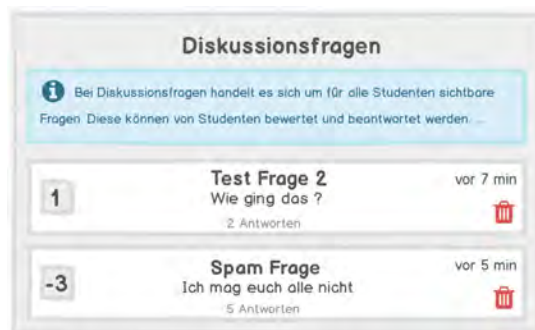 Diskussionsfragen
Bei Diskussionsfragen handelt es sich um für alle Studenten sichtbare
Fragen. Diese können von Studenten bewertet und beantwortet werden. ...
1
Test Frage 2
vor 7 min
Wie ging das ?
2 Antworten
-3
Spam Frage
vor 5 min
Ich mag euch alle nicht
5 Antworten